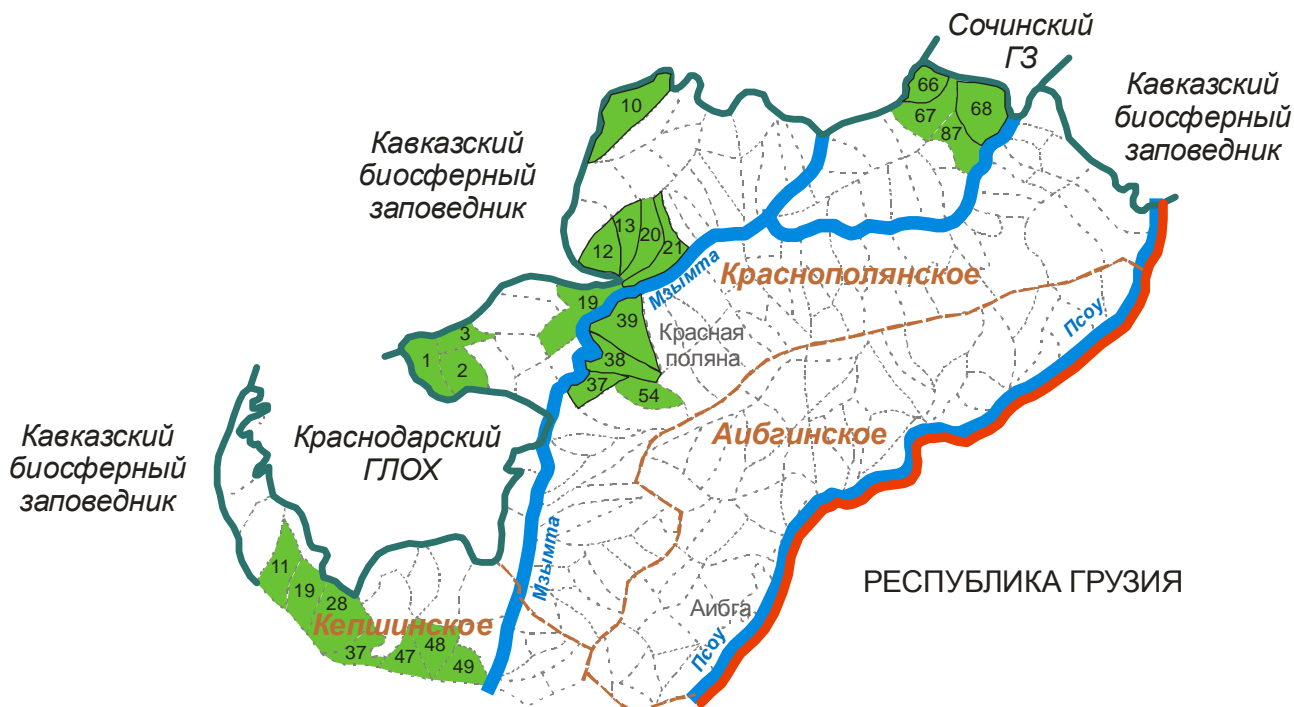 Сочинский
ГЗ
Кавказский
биосферный
заповедник
66
67
68
87
10
Кавказский
биосферный
заповедник
13
12
20
21
Мзымта
Краснополянское
19
39
Красная
поляна
Псоу
3
1
2
38
37
54
Кавказский
биосферный
заповедник
Краснодарский
ГЛОХ
Аибгинское
Мзымта
РЕСПУБЛИКА ГРУЗИЯ
11
19
28
Кепшинское
37
47
48
49
Аибга
Псоу